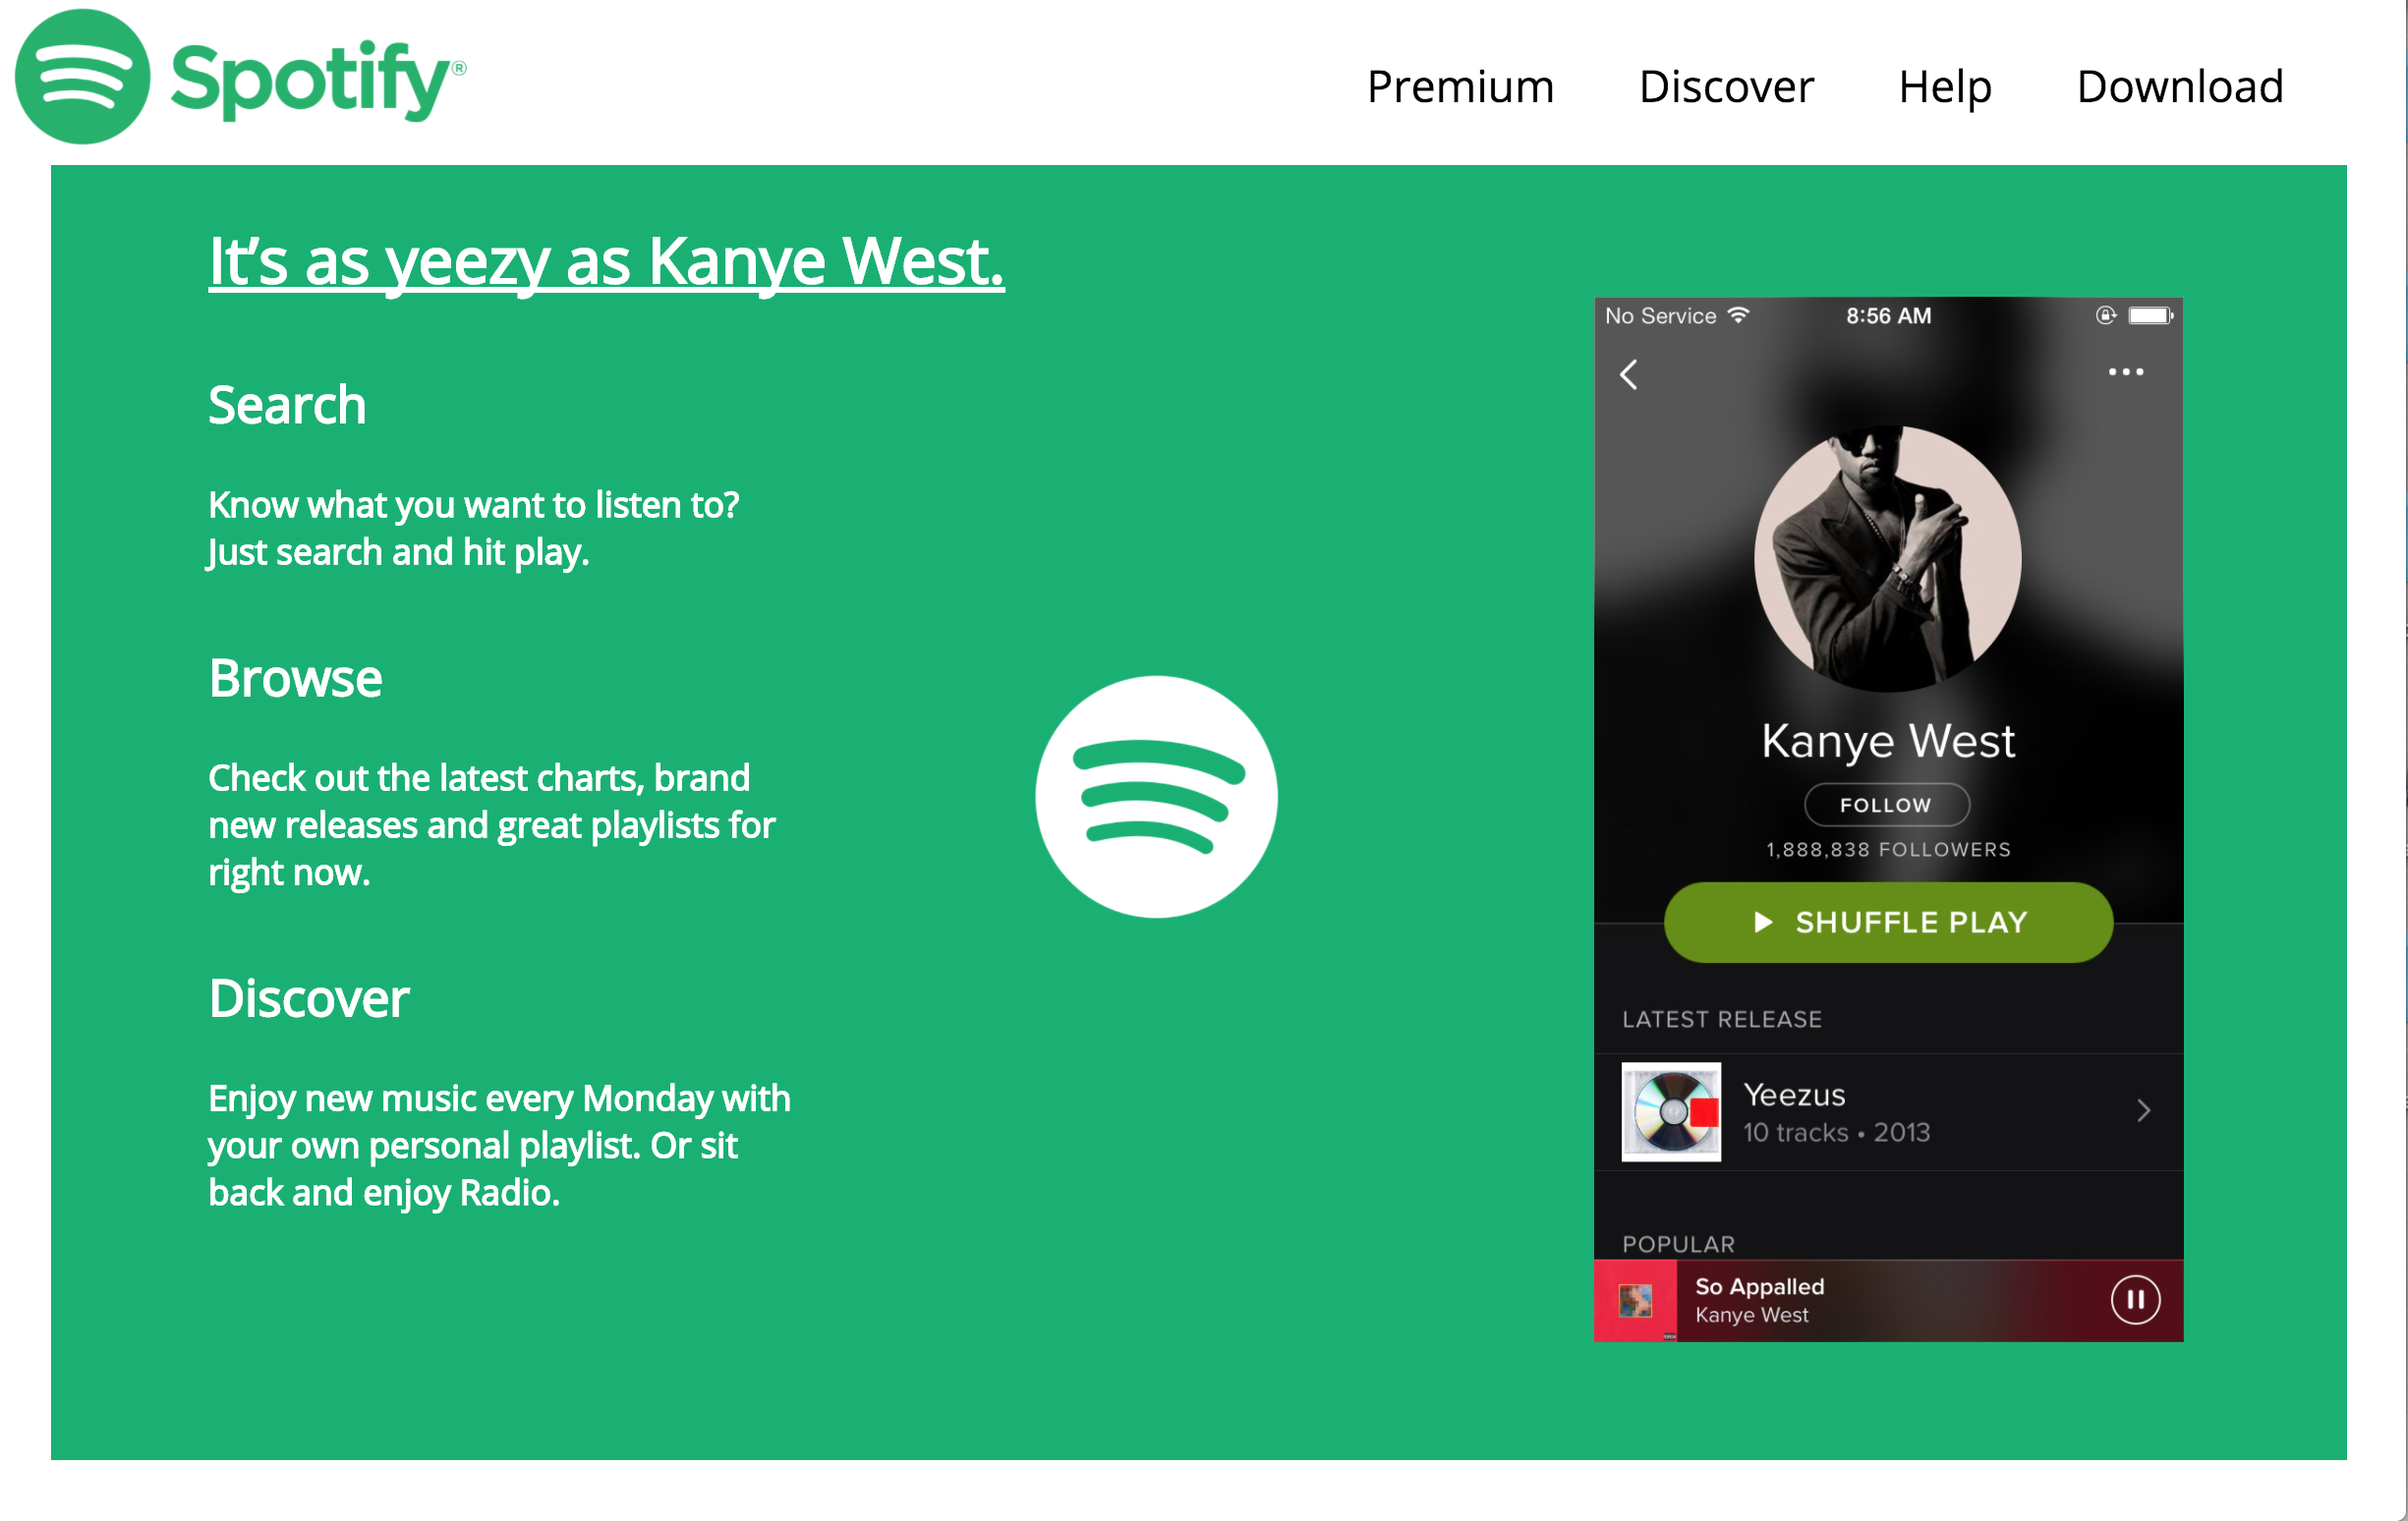 Spotify®
Premium Discover Help Download
It’s as yeezy as Kanye West.
Search
Know what you want to listen to?
Just search and hit play.
Browse
Check out the latest charts, brand
new releases and great playlists for
right now.
Discover
Enjoy new music every Monday with
your own personal playlist. Or sit
back and enjoy Radio.
No Service 8:56 AM
Kanye West
FOLLOW
1,888,838 FOLLOWERS
SHUFFLE PLAY
LATEST RELEASE
Yeezus
10 tracks • 2013
POPULAR
So Appalled
Kanye West